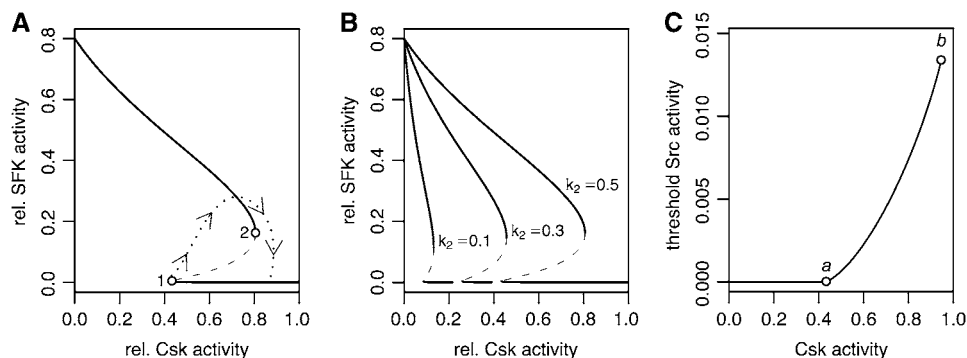 A
rel. SFK activity
0.8
0.6
0.4
0.2
0.0
1
2
0.0 0.2 0.4 0.6 0.8 1.0
rel. Csk activity
B
rel. SFK activity
0.8
0.6
0.4
0.2
0.0
k2=0.5
k2=0.1
k2=0.3
0.0 0.2 0.4 0.6 0.8 1.0
rel. Csk activity
C
threshold Src activity
0.015
0.010
0.005
0.000
a
b
0.0 0.2 0.4 0.6 0.8 1.0
Csk activity